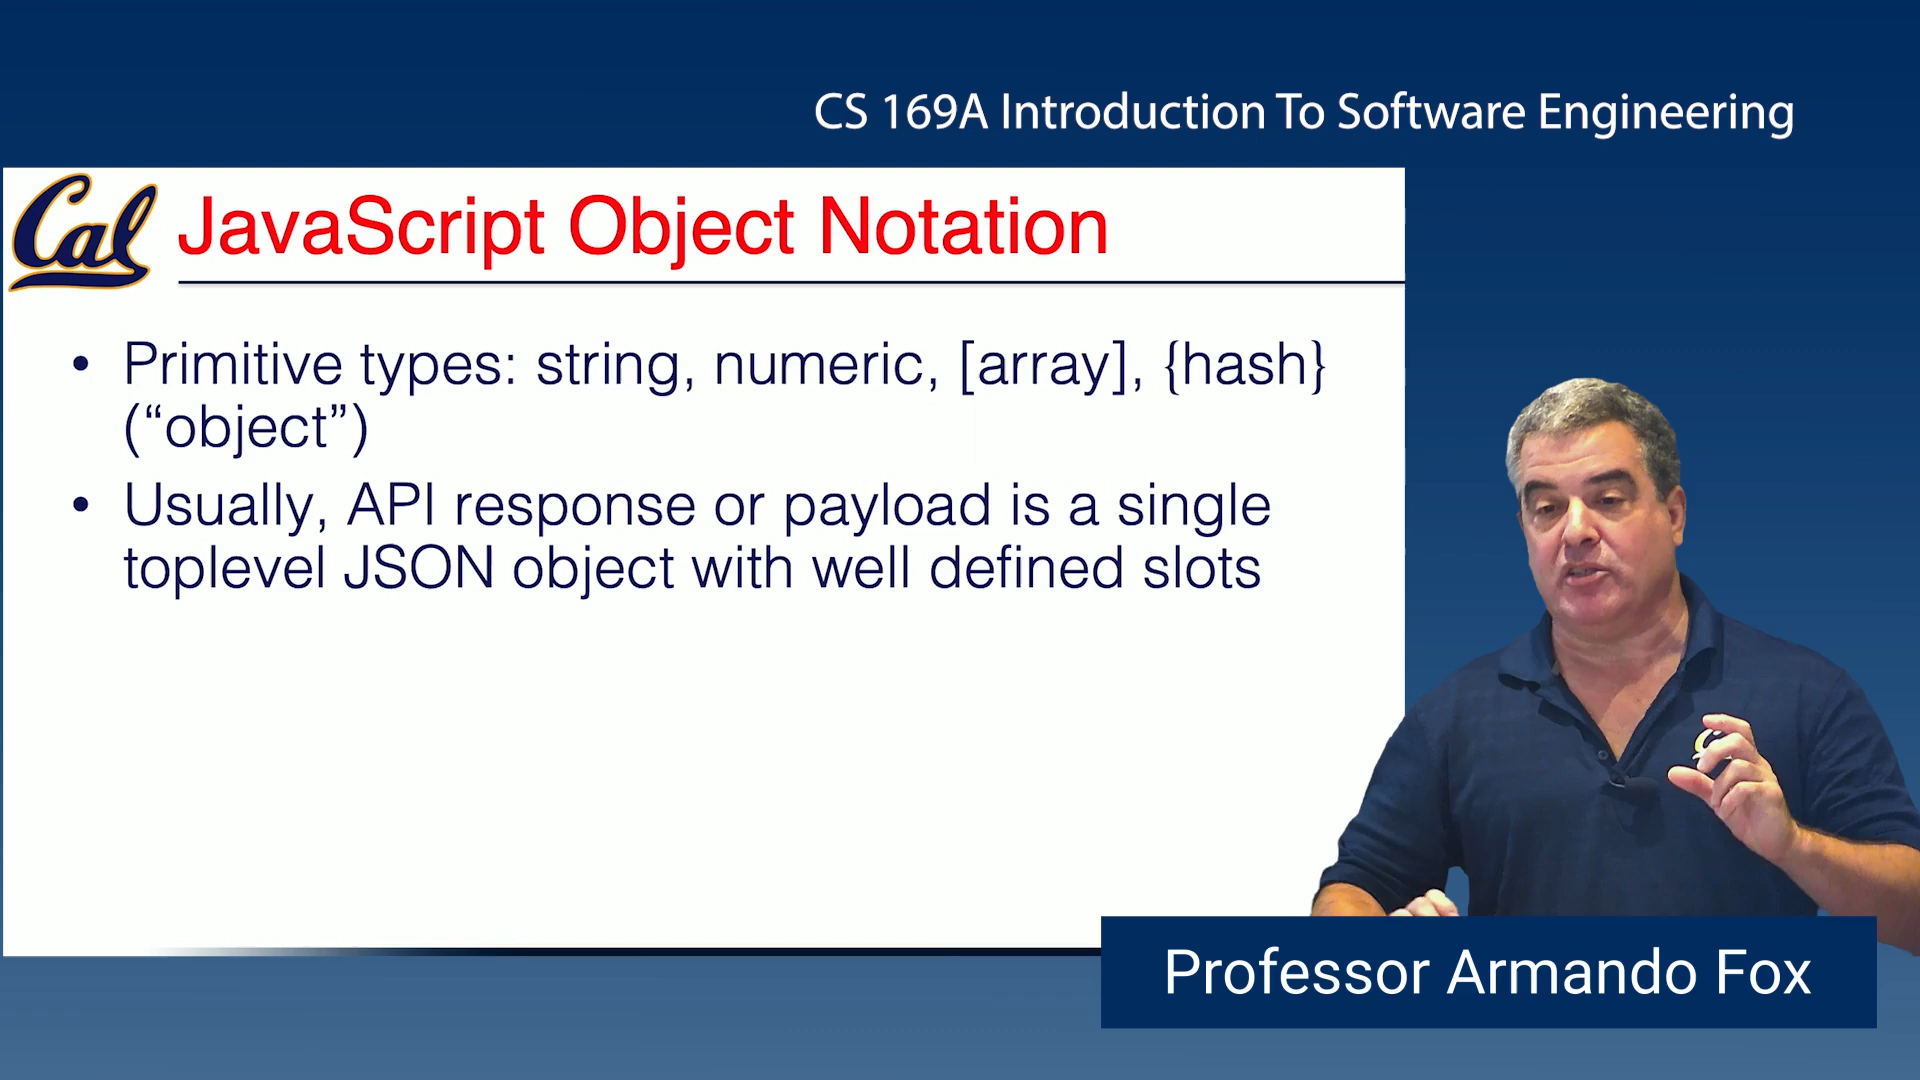 CS 169A Introduction To Software Engineering
Cal JavaScript Object Notation
• Primitive types: string, numeric, [array], {hash}
(“object”)
• Usually, API response or payload is a single
toplevel JSON object with well defined slots
Professor Armando Fox